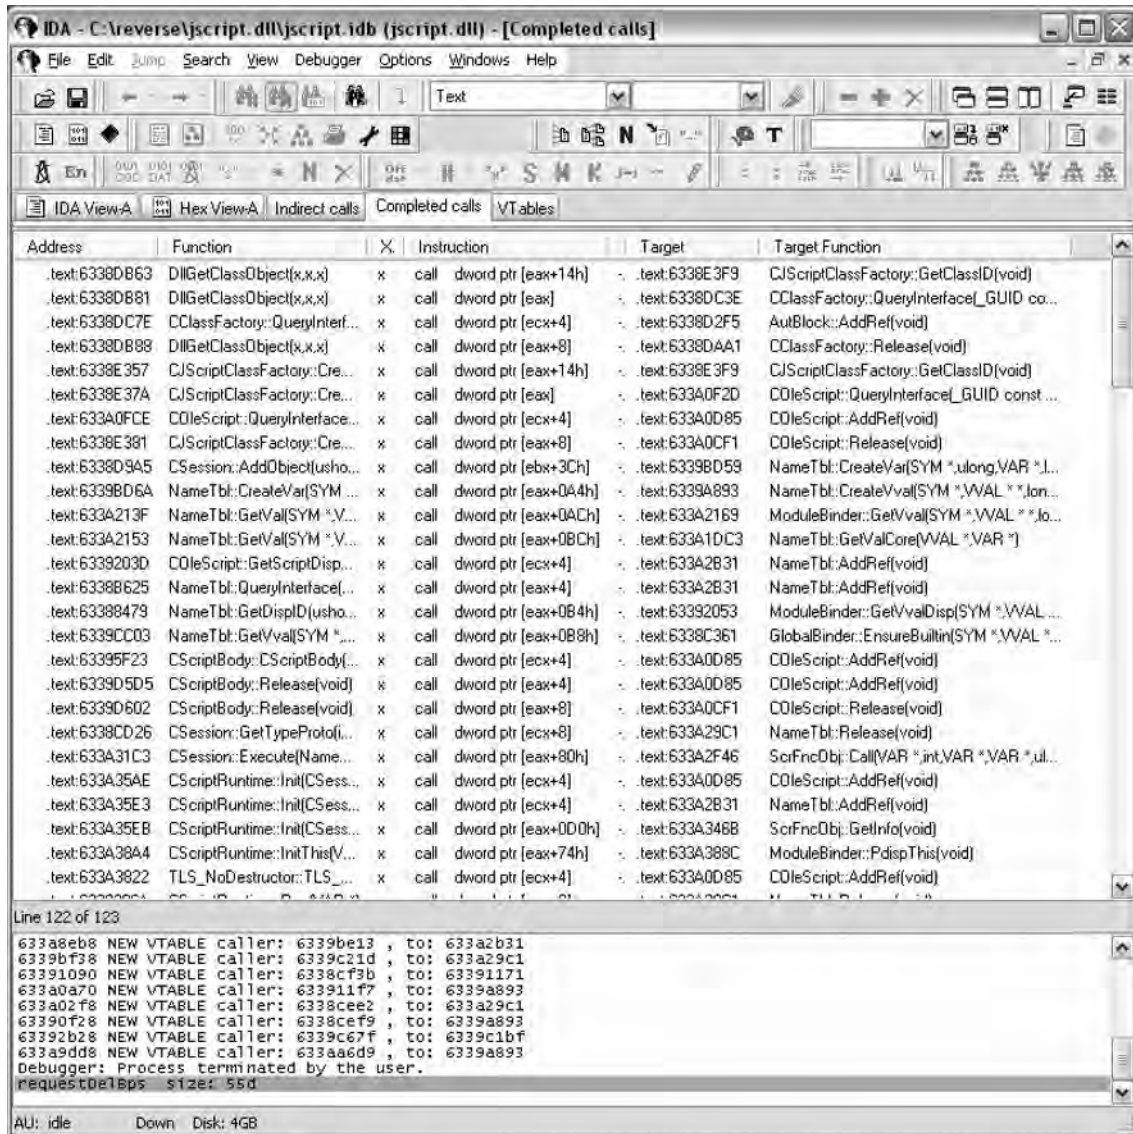 IDA - C:\reverse\jscript.dll\jscript.idb (jscript.dll) - [Completed calls]
File Edit Jump Search View Debugger Options Windows Help
Text
N T
En N S M K
IDA View-A Hex View-A Indirect calls Completed calls VTables
Address Function X Instruction Target Target Function
.text:6338DB63 DllGetClassObject(x,x,x) x call dword ptr [eax+14h] -. .text:6338E3F9 CJScriptClassFactory::GetClassID(void)
.text:6338DB81 DllGetClassObject(x,x,x) x call dword ptr [eax] -. .text:6338DC3E CClassFactory::QueryInterface(_GUID co...
.text:6338DC7E CClassFactory::QueryInterf... x call dword ptr [ecx+4] -. .text:6338D2F5 AutBlock::AddRef(void)
.text:6338DB88 DllGetClassObject(x,x,x) x call dword ptr [eax+8] -. .text:6338DAA1 CClassFactory::Release(void)
.text:6338E357 CJScriptClassFactory::Cre... x call dword ptr [eax+14h] -. .text:6338E3F9 CJScriptClassFactory::GetClassID(void)
.text:6338E37A CJScriptClassFactory::Cre... x call dword ptr [eax] -. .text:633A0F2D COleScript::QueryInterface(_GUID const ...
.text:633A0FCE COleScript::QueryInterface... x call dword ptr [ecx+4] -. .text:633A0D85 COleScript::AddRef(void)
.text:6338E381 CJScriptClassFactory::Cre... x call dword ptr [eax+8] -. .text:633A0CF1 COleScript::Release(void)
.text:6338D9A5 CSession::AddObject(usho... x call dword ptr [ebx+3Ch] -. .text:6339BD59 NameTbl::CreateVar(SYM *,ulong,VAR *,l...
.text:6339BD6A NameTbl::CreateVar(SYM ... x call dword ptr [eax+0A4h] -. .text:6339A893 NameTbl::CreateVval(SYM *,VVAL * *,lon...
.text:633A213F NameTbl::GetVal(SYM *,V... x call dword ptr [eax+0ACh] -. .text:633A2169 ModuleBinder::GetVval(SYM *,VVAL * *,lo...
.text:633A2153 NameTbl::GetVal(SYM *,V... x call dword ptr [eax+0BCh] -. .text:633A1DC3 NameTbl::GetValCore(VVAL *,VAR *)
.text:6339203D COleScript::GetScriptDisp... x call dword ptr [ecx+4] -. .text:633A2B31 NameTbl::AddRef(void)
.text:6338B625 NameTbl::QueryInterface(... x call dword ptr [eax+4] -. .text:633A2B31 NameTbl::AddRef(void)
.text:63388479 NameTbl::GetDispID(usho... x call dword ptr [eax+0B4h] -. .text:63392053 ModuleBinder::GetVvalDisp(SYM *,VVAL ...
.text:6339CC03 NameTbl::GetVval(SYM *,... x call dword ptr [eax+0B8h] -. .text:6338C361 GlobalBinder::EnsureBuiltin(SYM *,VVAL *...
.text:63395F23 CScriptBody::CScriptBody(... x call dword ptr [ecx+4] -. .text:633A0D85 COleScript::AddRef(void)
.text:6339D5D5 CScriptBody::Release(void) x call dword ptr [eax+4] -. .text:633A0D85 COleScript::AddRef(void)
.text:6339D602 CScriptBody::Release(void) x call dword ptr [eax+8] -. .text:633A0CF1 COleScript::Release(void)
.text:6338CD26 CSession::GetTypeProto(i... x call dword ptr [ecx+8] -. .text:633A29C1 NameTbl::Release(void)
.text:633A31C3 CSession::Execute(Name... x call dword ptr [eax+80h] -. .text:633A2F46 ScrFncObj::Call(VAR *,int,VAR *,VAR *,ul...
.text:633A35AE CScriptRuntime::Init(CSess... x call dword ptr [ecx+4] -. .text:633A0D85 COleScript::AddRef(void)
.text:633A35E3 CScriptRuntime::Init(CSess... x call dword ptr [ecx+4] -. .text:633A2B31 NameTbl::AddRef(void)
.text:633A35EB CScriptRuntime::Init(CSess... x call dword ptr [eax+0D0h] -. .text:633A346B ScrFncObj::GetInfo(void)
.text:633A38A4 CScriptRuntime::InitThis(V... x call dword ptr [eax+74h] -. .text:633A388C ModuleBinder::PdispThis(void)
.text:633A3822 TLS_NoDestructor::TLS_... x call dword ptr [ecx+4] -. .text:633A0D85 COleScript::AddRef(void)
Line 122 of 123
633a8eb8 NEW VTABLE caller: 6339be13 , to: 633a2b31
6339bf38 NEW VTABLE caller: 6339c21d , to: 633a29c1
63391090 NEW VTABLE caller: 6338cf3b , to: 63391171
633a0a70 NEW VTABLE caller: 633911f7 , to: 6339a893
633a02f8 NEW VTABLE caller: 6338cee2 , to: 633a29c1
63390f28 NEW VTABLE caller: 6338cef9 , to: 6339a893
63392b28 NEW VTABLE caller: 6339c67f , to: 6339c1bf
633a9dd8 NEW VTABLE caller: 633aa6d9 , to: 6339a893
Debugger: Process terminated by the user.
requestDelBps size: 55d
AU: idle Down Disk: 4GB